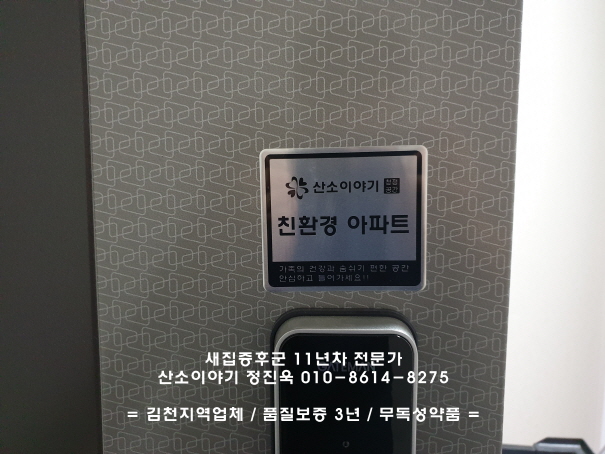 산소이야기
친환경 아파트
가족의 건강과 숨쉬기 편한 공간
안심하고 들어가세요!!
새집증후군 11년차 전문가
산소이야기 정진욱 010-8614-8275
= 김천지역업체 / 품질보증 3년 / 무독성약품 =